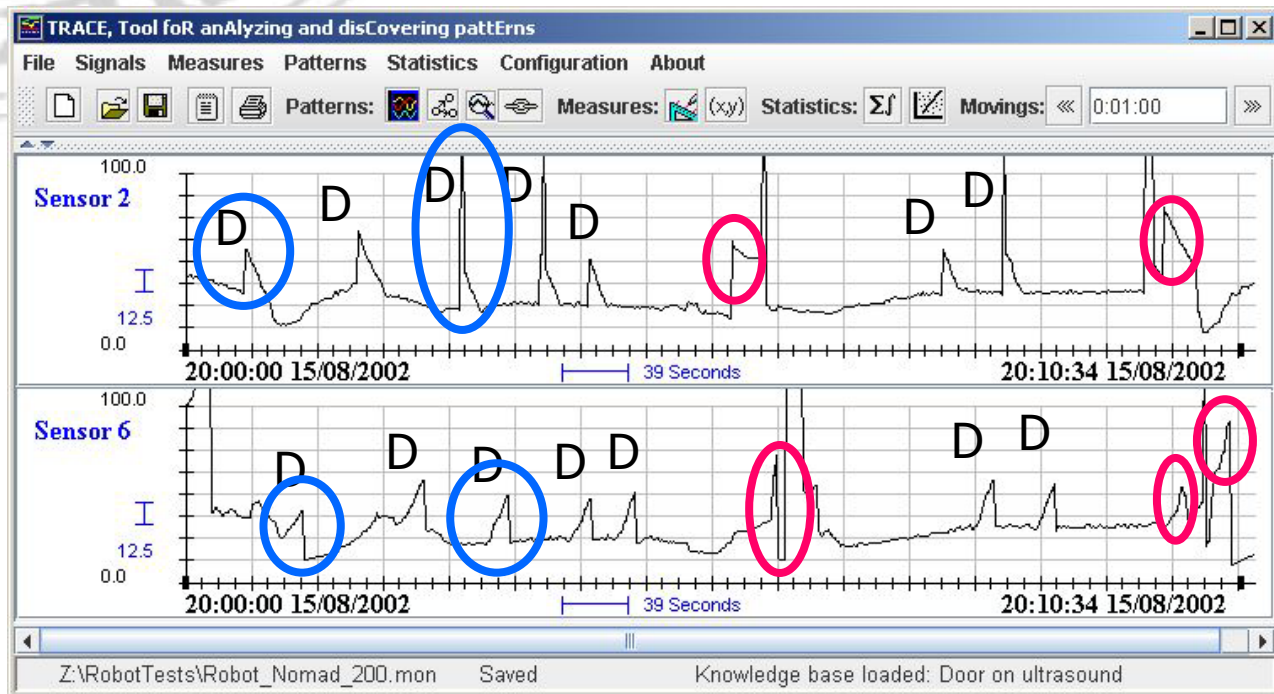 TRACE, Tool foR anAlyzing and disCovering pattErns
File Signals Measures Patterns Statistics Configuration About
Patterns: Measures: (x,y) Statistics: Σ∫ Movings: 0:01:00
100.0
Sensor 2
D D D D D D D
12.5
0.0
20:00:00 15/08/2002 39 Seconds 20:10:34 15/08/2002
100.0
Sensor 6
D D D D D D D
12.5
0.0
20:00:00 15/08/2002 39 Seconds 20:10:34 15/08/2002
Z:\RobotTests\Robot_Nomad_200.mon Saved Knowledge base loaded: Door on ultrasound